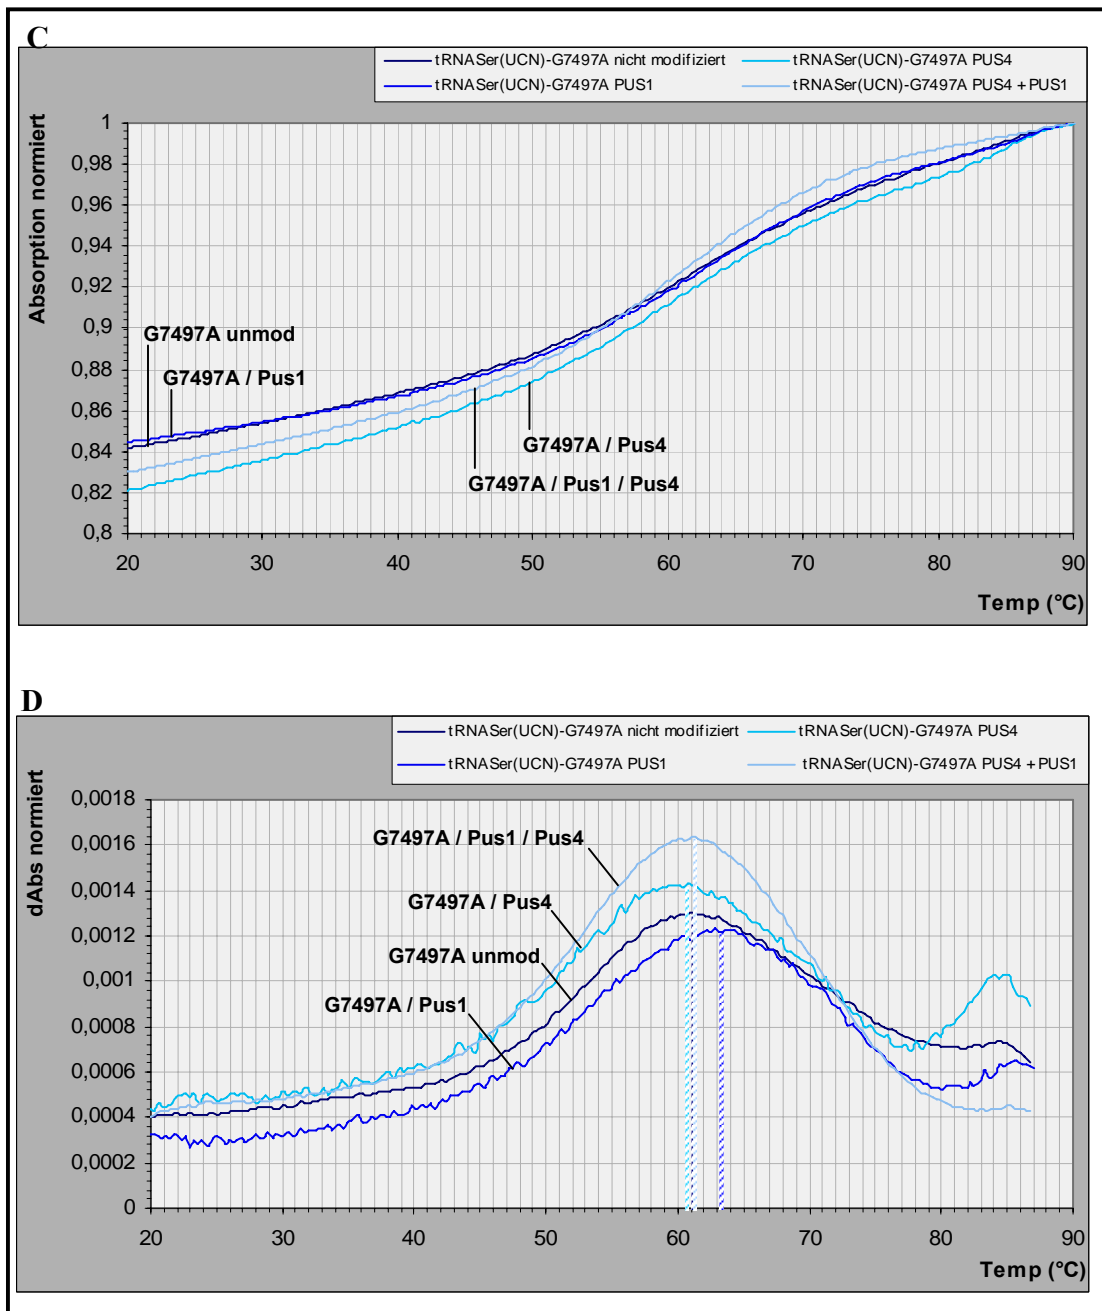 C
tRNASer(UCN)-G7497A nicht modifiziert
tRNASer(UCN)-G7497A PUS4
tRNASer(UCN)-G7497A PUS1
tRNASer(UCN)-G7497A PUS4 + PUS1
Absorption normiert
1
0,98
0,96
0,94
0,92
0,9
0,88
0,86
0,84
0,82
0,8
G7497A unmod
G7497A / Pus1
G7497A / Pus4
G7497A / Pus1 / Pus4
20 30 40 50 60 70 80 90
Temp (°C)
D
tRNASer(UCN)-G7497A nicht modifiziert
tRNASer(UCN)-G7497A PUS4
tRNASer(UCN)-G7497A PUS1
tRNASer(UCN)-G7497A PUS4 + PUS1
dAbs normiert
0,0018
0,0016
0,0014
0,0012
0,001
0,0008
0,0006
0,0004
0,0002
0
G7497A / Pus1 / Pus4
G7497A / Pus4
G7497A unmod
G7497A / Pus1
20 30 40 50 60 70 80 90
Temp (°C)